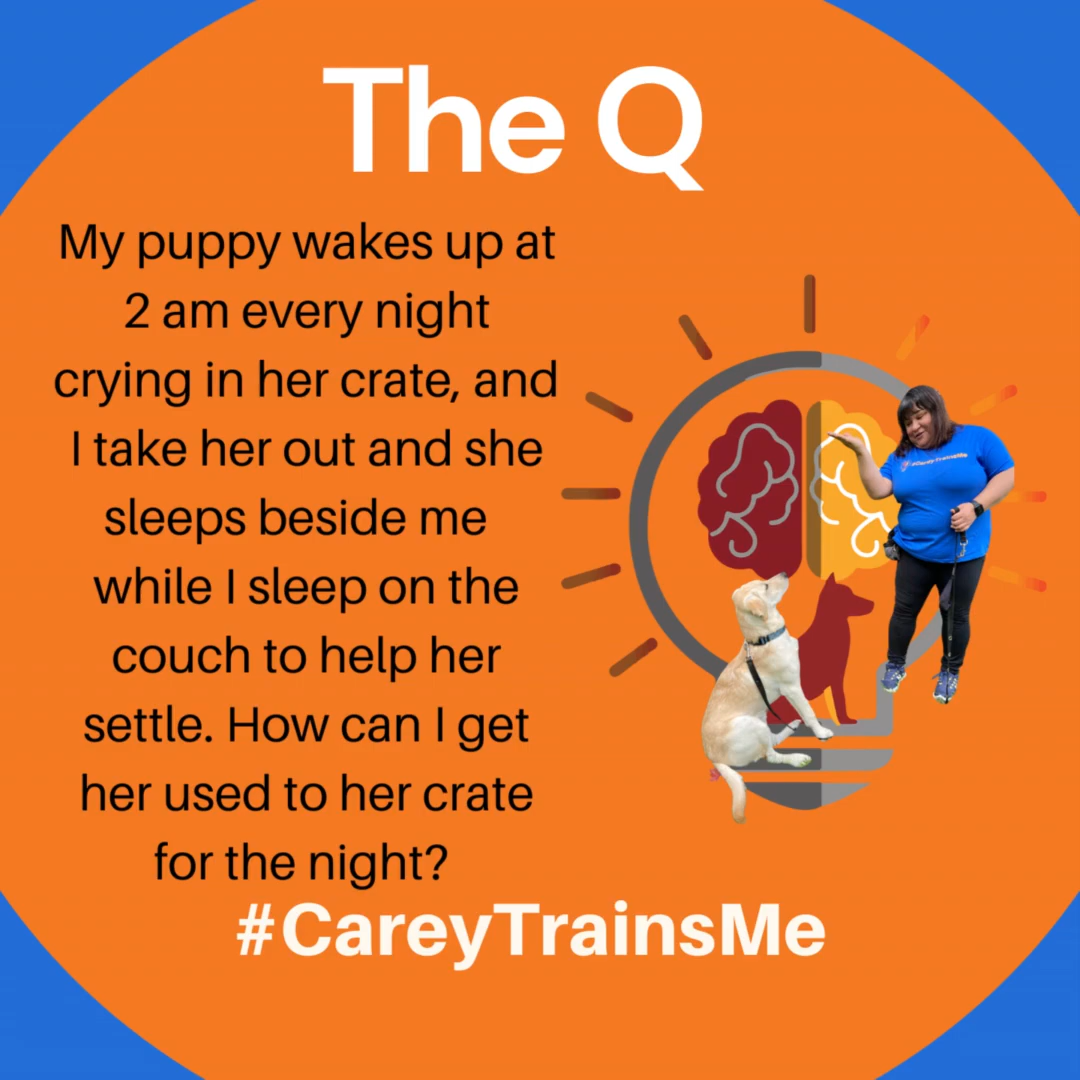 The Q
My puppy wakes up at
2 am every night
crying in her crate, and
I take her out and she
sleeps beside me
while I sleep on the
couch to help her
settle. How can I get
her used to her crate
for the night?
#CareyTrainsMe
#CareyTrainsMe